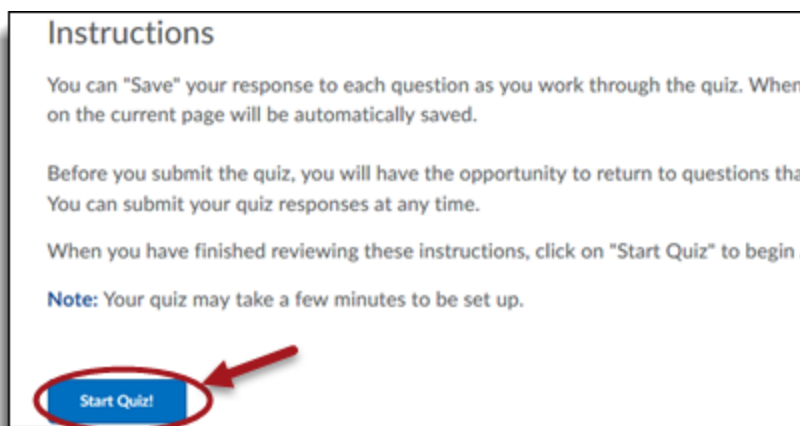 Instructions
You can "Save" your response to each question as you work through the quiz. When
on the current page will be automatically saved.
Before you submit the quiz, you will have the opportunity to return to questions tha
You can submit your quiz responses at any time.
When you have finished reviewing these instructions, click on "Start Quiz" to begin
Note: Your quiz may take a few minutes to be set up.
Start Quiz!